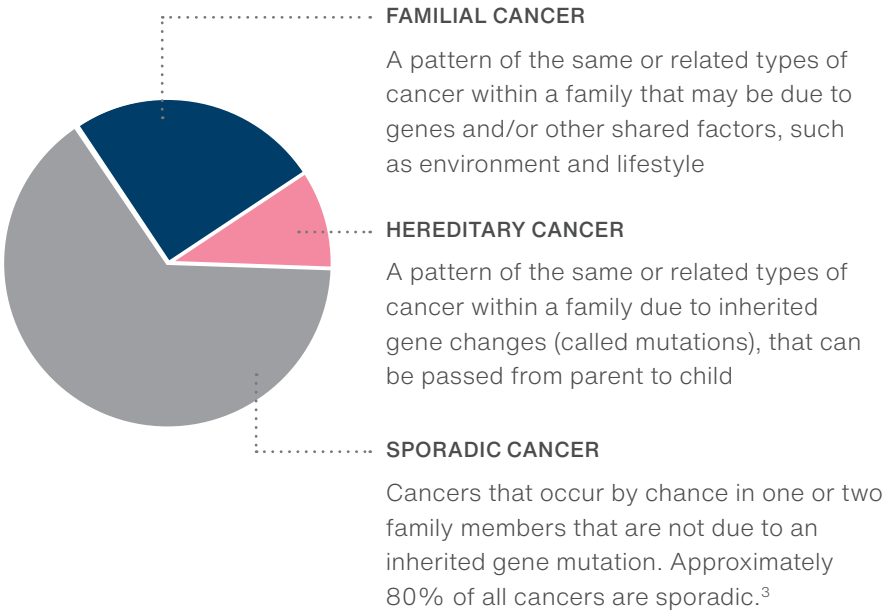 FAMILIAL CANCER
A pattern of the same or related types of
cancer within a family that may be due to
genes and/or other shared factors, such
as environment and lifestyle
HEREDITARY CANCER
A pattern of the same or related types of
cancer within a family due to inherited
gene changes (called mutations), that can
be passed from parent to child
SPORADIC CANCER
Cancers that occur by chance in one or two
family members that are not due to an
inherited gene mutation. Approximately
80% of all cancers are sporadic.³